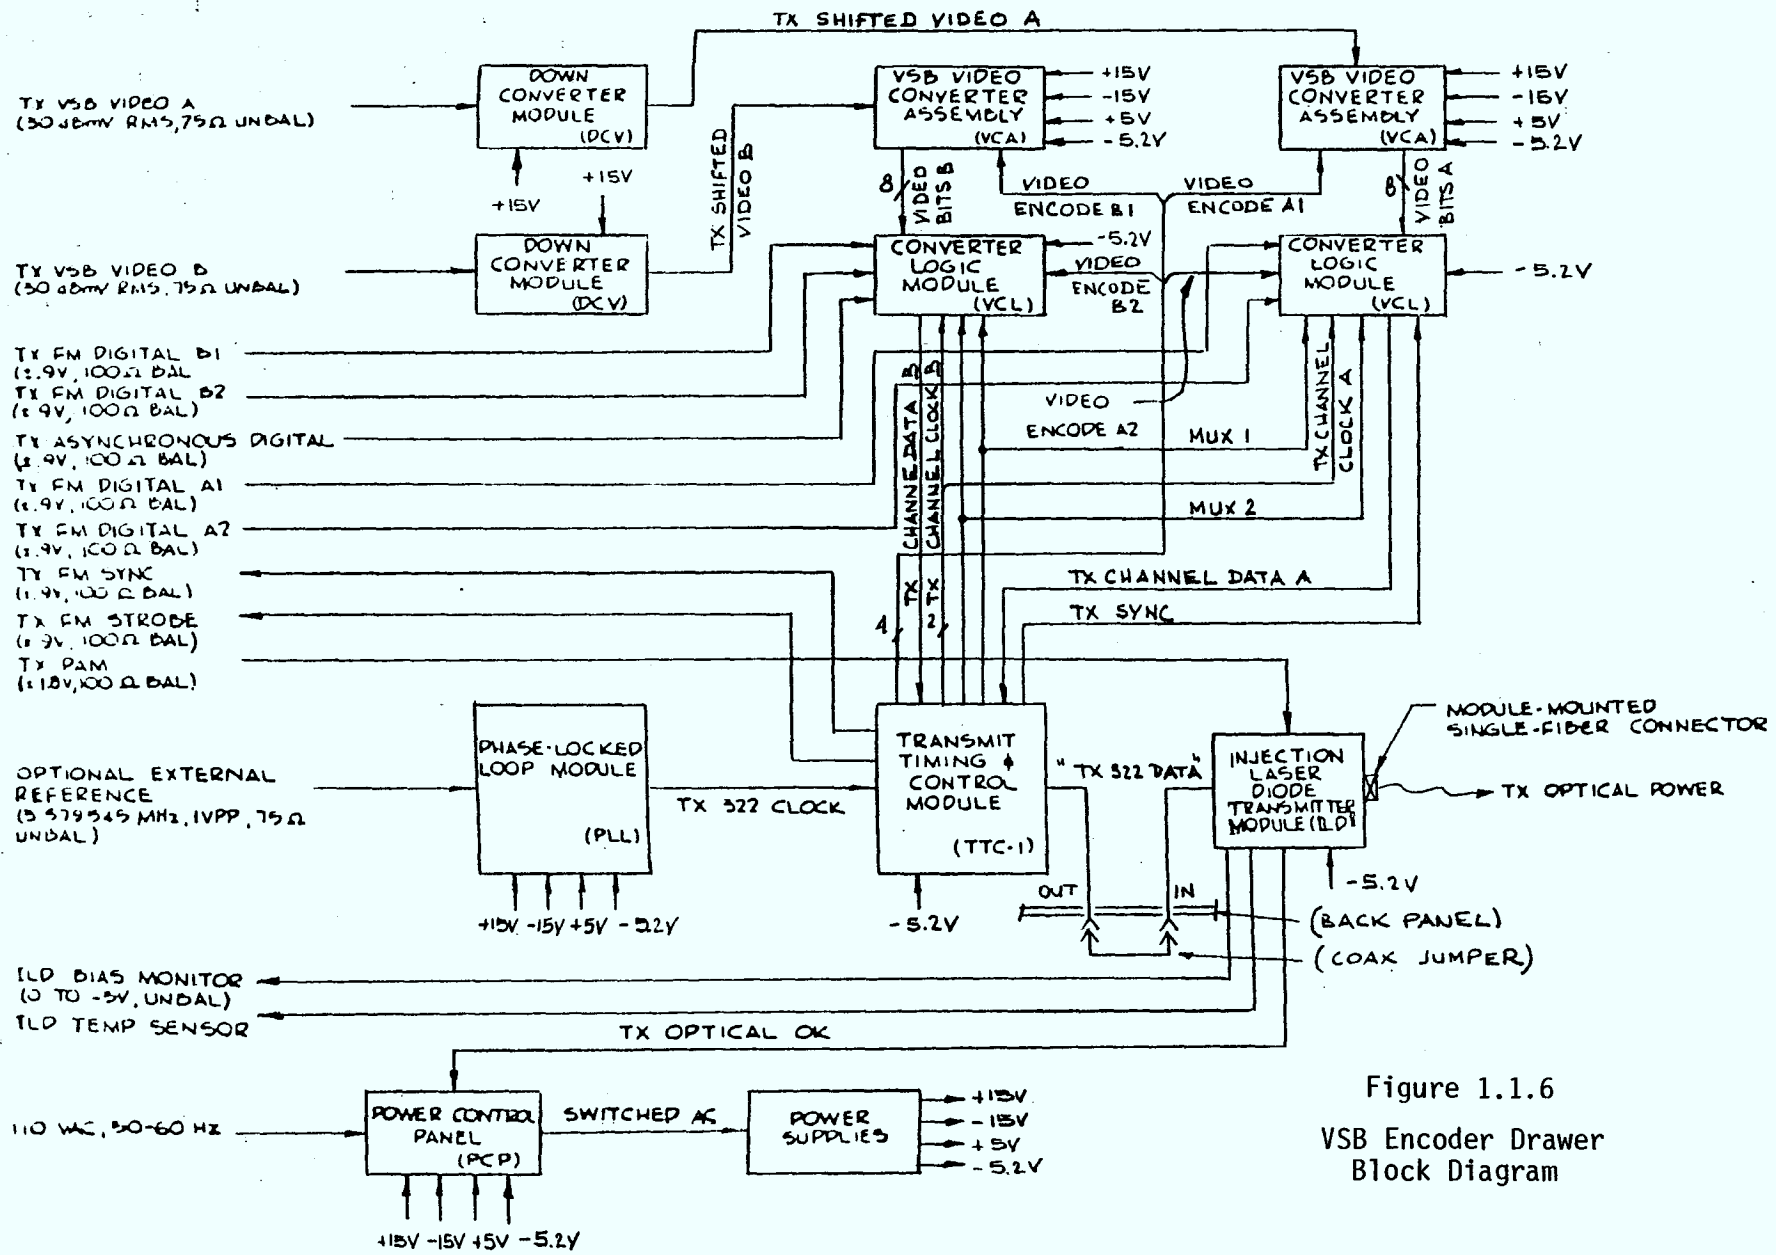 TX SHIFTED VIDEO A
TX VSB VIDEO A
(30 dBmV RMS, 75Ω UNBAL)
DOWN
CONVERTER
MODULE
(DCV)
+15V
+15V
TX SHIFTED
VIDEO B
VSB VIDEO
CONVERTER
ASSEMBLY
(VCA)
+15V
-15V
+5V
-5.2V
VSB VIDEO
CONVERTER
ASSEMBLY
(VCA)
+15V
-15V
+5V
-5.2V
8
VIDEO
BITS B
VIDEO
ENCODE B1
VIDEO
ENCODE A1
8
VIDEO
BITS A
TX VSB VIDEO B
(30 dBmV RMS, 75Ω UNBAL)
DOWN
CONVERTER
MODULE
(DCV)
CONVERTER
LOGIC
MODULE
(VCL)
-5.2V
VIDEO
ENCODE
B2
CONVERTER
LOGIC
MODULE
(VCL)
-5.2V
TX FM DIGITAL B1
(±.9V, 100Ω BAL
TX FM DIGITAL B2
(±.9V, 100Ω BAL)
TX ASYNCHRONOUS DIGITAL
(±.9V, 100Ω BAL)
TX FM DIGITAL A1
(±.9V, 100Ω BAL)
TX FM DIGITAL A2
(±.9V, 100Ω BAL)
TX FM SYNC
(±.9V, 100Ω BAL)
TX FM STROBE
(±.9V, 100Ω BAL)
TX PAM
(±1.8V, 100Ω BAL)
TX CHANNEL DATA B
TX CHANNEL CLOCK B
VIDEO
ENCODE A2
MUX 1
MUX 2
TX CHANNEL
CLOCK A
TX CHANNEL DATA A
TX SYNC
4
2
OPTIONAL EXTERNAL
REFERENCE
(3.579545 MHz, 1VPP, 75Ω
UNBAL)
PHASE-LOCKED
LOOP MODULE
(PLL)
+15V -15V +5V -5.2V
TX 322 CLOCK
TRANSMIT
TIMING &
CONTROL
MODULE
(TTC-1)
-5.2V
"TX 322 DATA"
INJECTION
LASER
DIODE
TRANSMITTER
MODULE (ILD)
-5.2V
MODULE-MOUNTED
SINGLE-FIBER CONNECTOR
TX OPTICAL POWER
OUT
IN
(BACK PANEL)
(COAX JUMPER)
ILD BIAS MONITOR
(0 TO -5V, UNBAL)
ILD TEMP SENSOR
TX OPTICAL OK
110 VAC, 50-60 HZ
POWER CONTROL
PANEL
(PCP)
+15V -15V +5V -5.2V
SWITCHED AC
POWER
SUPPLIES
+15V
-15V
+5V
-5.2V
Figure 1.1.6
VSB Encoder Drawer
Block Diagram